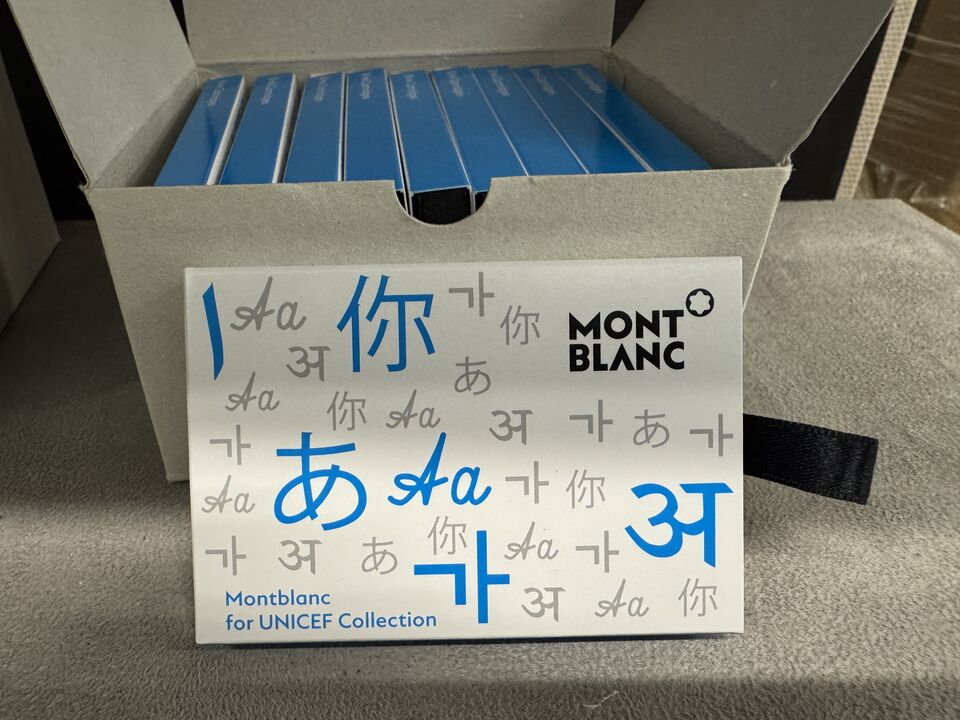 Aa 你 가 你
MONT
BLANC
अ あ
Aa 你 Aa अ 가 あ 가
가
あ Aa 가 你 अ
Aa
가 अ あ 你 Aa 가
가 अ Aa 你
Montblanc
for UNICEF Collection